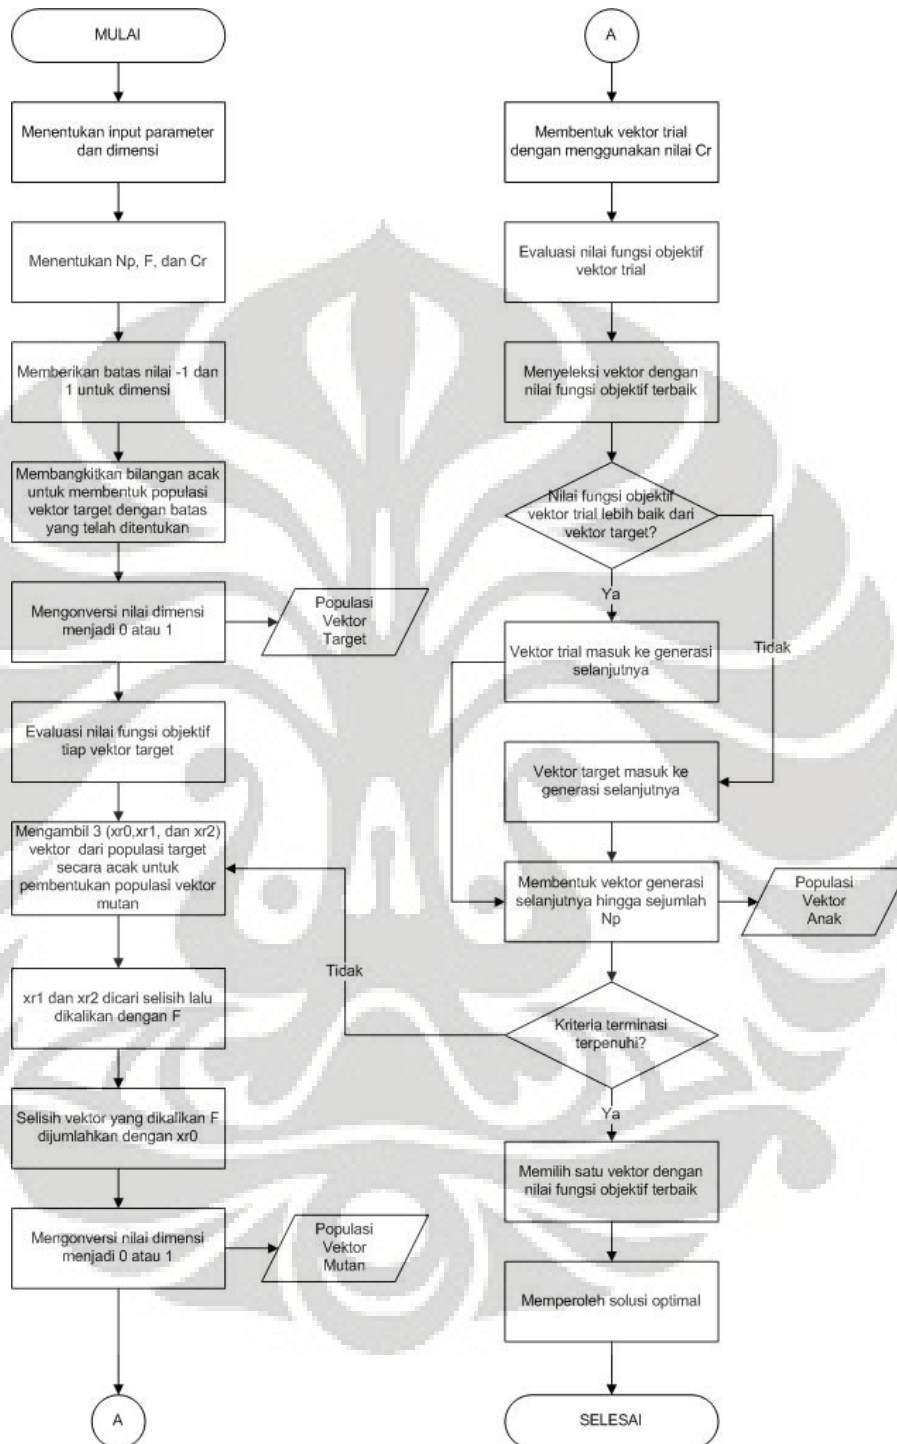 MULAI
Menentukan input parameter
dan dimensi
Menentukan Np, F, dan Cr
Memberikan batas nilai -1 dan
1 untuk dimensi
Membangkitkan bilangan acak
untuk membentuk populasi
vektor target dengan batas
yang telah ditentukan
Mengonversi nilai dimensi
menjadi 0 atau 1
Populasi
Vektor
Target
Evaluasi nilai fungsi objektif
tiap vektor target
Mengambil 3 (xr0,xr1, dan xr2)
vektor dari populasi target
secara acak untuk
pembentukan populasi vektor
mutan
xr1 dan xr2 dicari selisih lalu
dikalikan dengan F
Selisih vektor yang dikalikan F
dijumlahkan dengan xr0
Mengonversi nilai dimensi
menjadi 0 atau 1
Populasi
Vektor
Mutan
A
A
Membentuk vektor trial
dengan menggunakan nilai Cr
Evaluasi nilai fungsi objektif
vektor trial
Menyeleksi vektor dengan
nilai fungsi objektif terbaik
Nilai fungsi objektif
vektor trial lebih baik dari
vektor target?
Ya
Tidak
Vektor trial masuk ke generasi
selanjutnya
Vektor target masuk ke
generasi selanjutnya
Membentuk vektor generasi
selanjutnya hingga sejumlah
Np
Populasi
Vektor
Anak
Tidak
Kriteria terminasi
terpenuhi?
Ya
Memilih satu vektor dengan
nilai fungsi objektif terbaik
Memperoleh solusi optimal
SELESAI